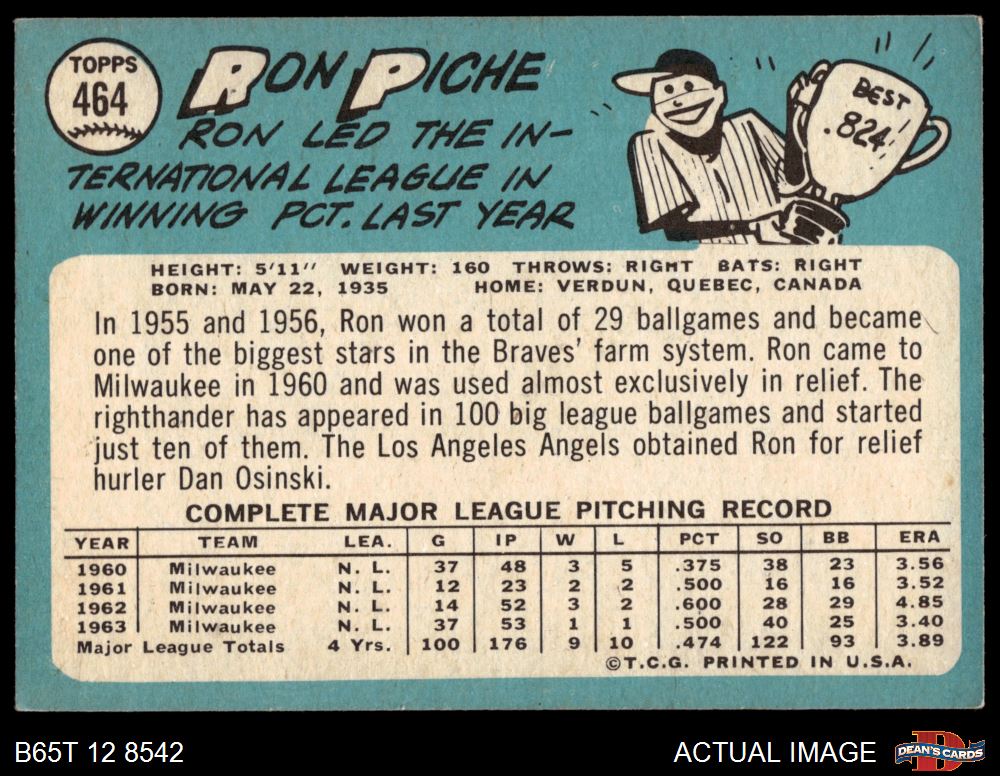 TOPPS
464
RON PICHE
RON LED THE IN-
TERNATIONAL LEAGUE IN
WINNING PCT. LAST YEAR
BEST
.824!
HEIGHT: 5'11" WEIGHT: 160 THROWS: RIGHT BATS: RIGHT
BORN: MAY 22, 1935 HOME: VERDUN, QUEBEC, CANADA
In 1955 and 1956, Ron won a total of 29 ballgames and became
one of the biggest stars in the Braves' farm system. Ron came to
Milwaukee in 1960 and was used almost exclusively in relief. The
righthander has appeared in 100 big league ballgames and started
just ten of them. The Los Angeles Angels obtained Ron for relief
hurler Dan Osinski.
COMPLETE MAJOR LEAGUE PITCHING RECORD
YEAR TEAM LEA. G IP W L PCT SO BB ERA
1960 Milwaukee N. L. 37 48 3 5 .375 38 23 3.56
1961 Milwaukee N. L. 12 23 2 2 .500 16 16 3.52
1962 Milwaukee N. L. 14 52 3 2 .600 28 29 4.85
1963 Milwaukee N. L. 37 53 1 1 .500 40 25 3.40
Major League Totals 4 Yrs. 100 176 9 10 .474 122 93 3.89
©T.C.G. PRINTED IN U.S.A.
B65T 12 8542
ACTUAL IMAGE
DEAN'S CARDS